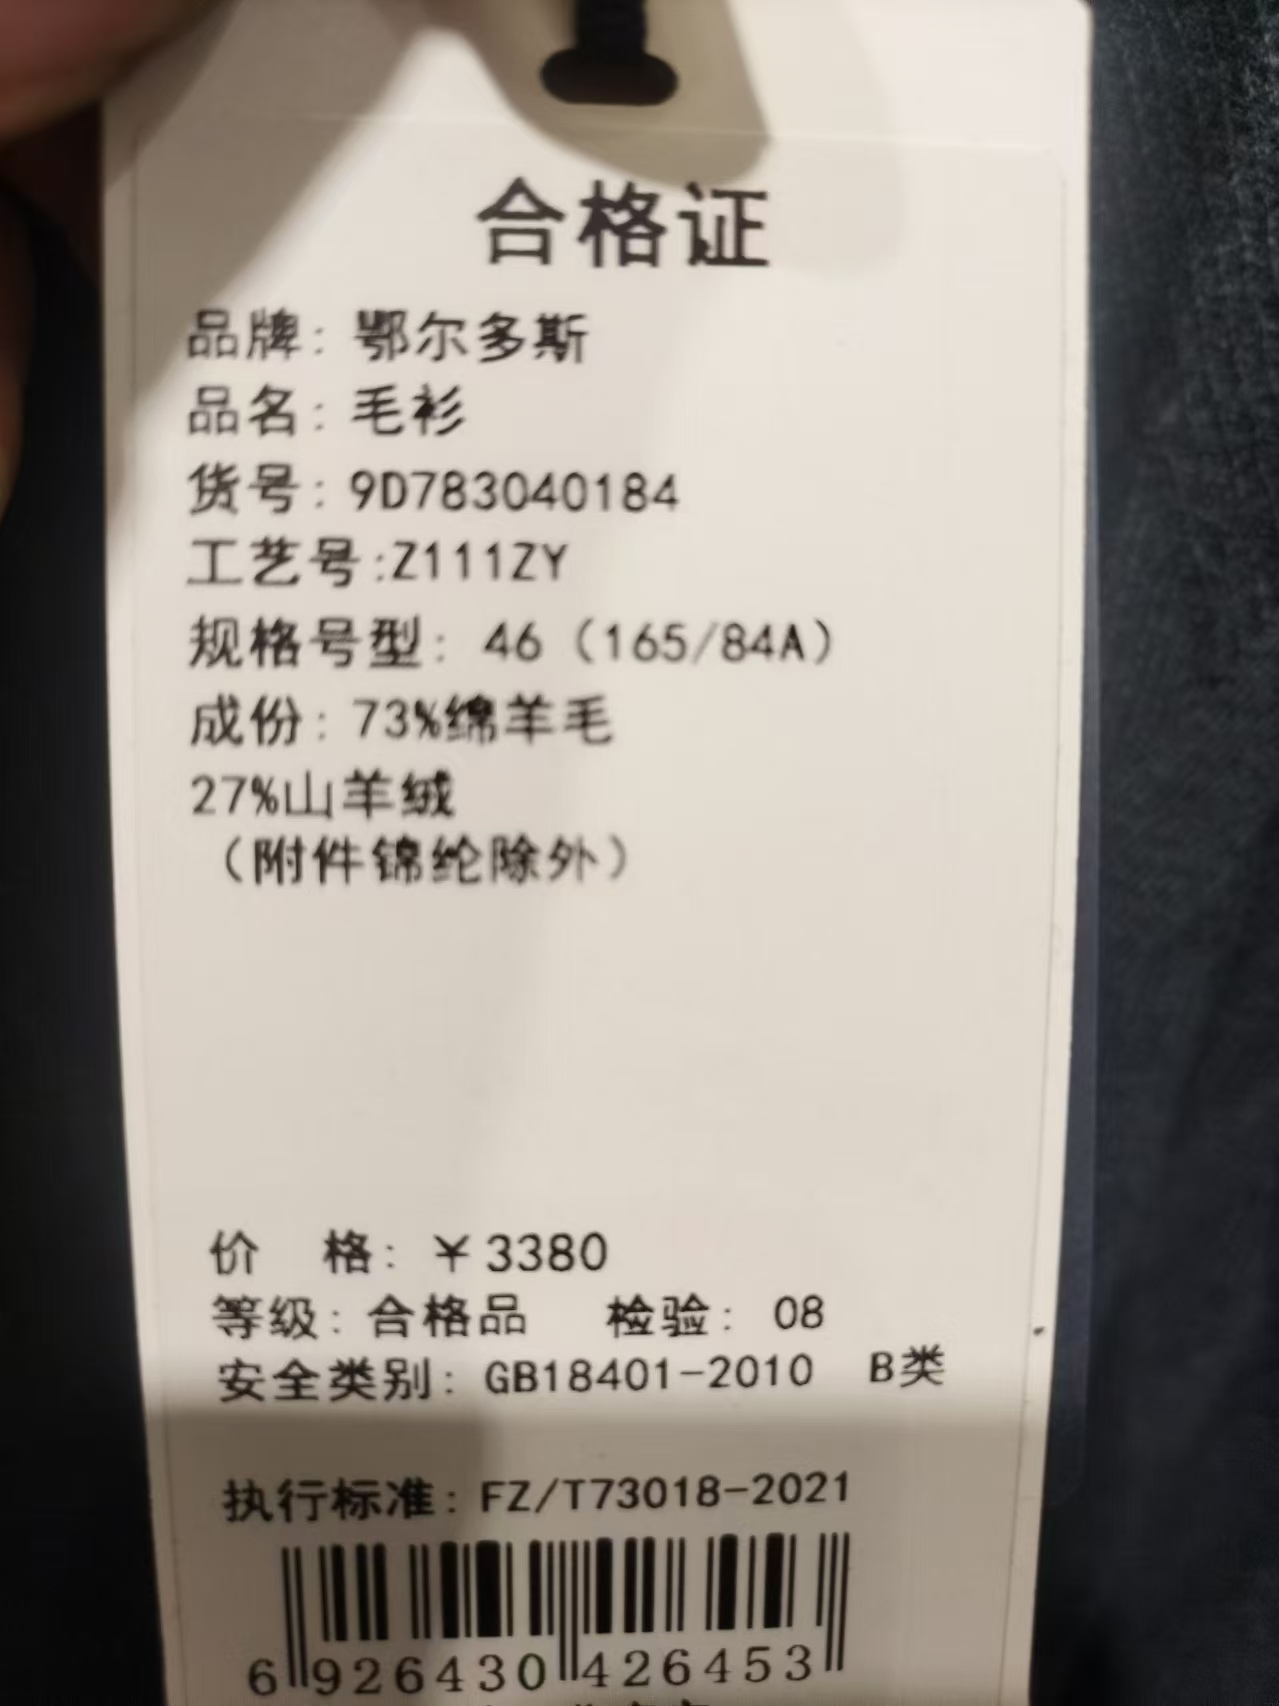 合格证
品牌: 鄂尔多斯
品名: 毛衫
货号: 9D783040184
工艺号:Z111ZY
规格号型: 46（165/84A）
成份: 73%绵羊毛
27%山羊绒
（附件锦纶除外）
价 格: ￥3380
等级: 合格品 检验: 08
安全类别: GB18401-2010 B类
执行标准: FZ/T73018-2021
6 926430 426453